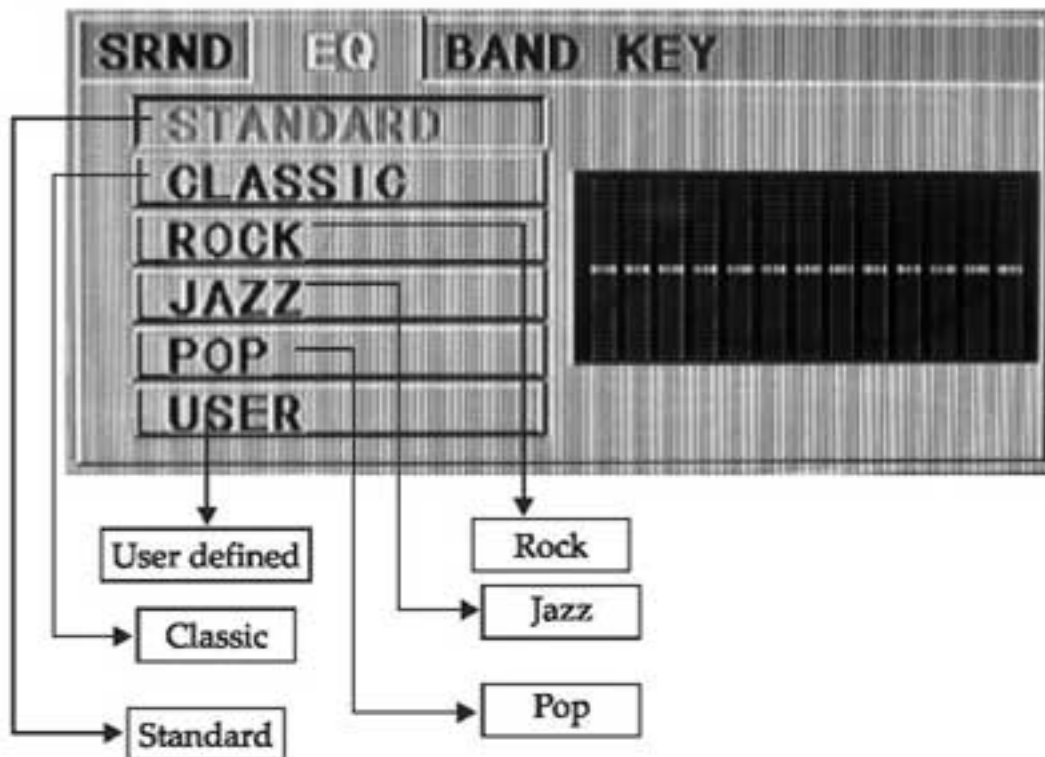 SRND EQ BAND KEY
STANDARD
CLASSIC
ROCK
JAZZ
POP
USER
User defined
Rock
Jazz
Classic
Pop
Standard